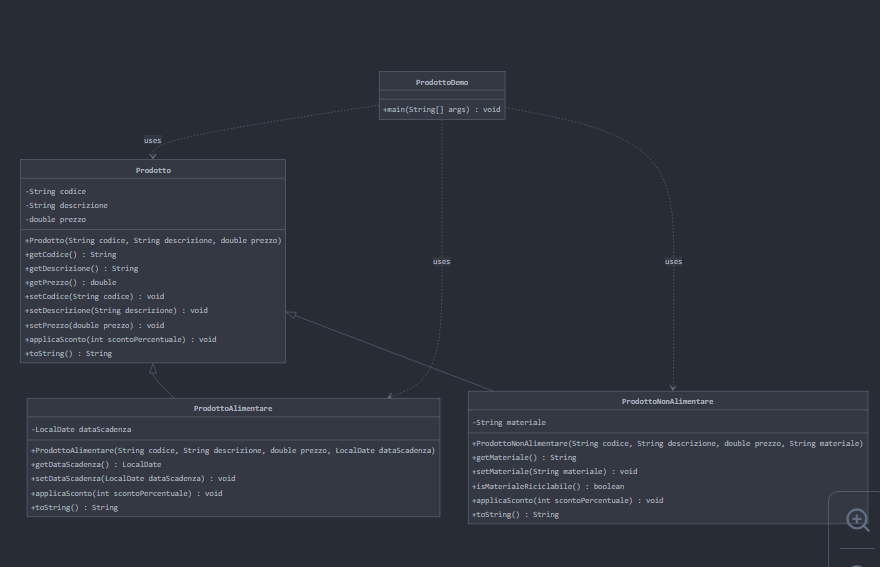 ProdottoDemo
+main(String[] args) : void
uses
Prodotto
-String codice
-String descrizione
-double prezzo
+Prodotto(String codice, String descrizione, double prezzo)
+getCodice() : String
+getDescrizione() : String
+getPrezzo() : double
+setCodice(String codice) : void
+setDescrizione(String descrizione) : void
+setPrezzo(double prezzo) : void
+applicaSconto(int scontoPercentuale) : void
+toString() : String
uses
uses
ProdottoAlimentare
-LocalDate dataScadenza
+ProdottoAlimentare(String codice, String descrizione, double prezzo, LocalDate dataScadenza)
+getDataScadenza() : LocalDate
+setDataScadenza(LocalDate dataScadenza) : void
+applicaSconto(int scontoPercentuale) : void
+toString() : String
ProdottoNonAlimentare
-String materiale
+ProdottoNonAlimentare(String codice, String descrizione, double prezzo, String materiale)
+getMateriale() : String
+setMateriale(String materiale) : void
+isMaterialeRiciclabile() : boolean
+applicaSconto(int scontoPercentuale) : void
+toString() : String